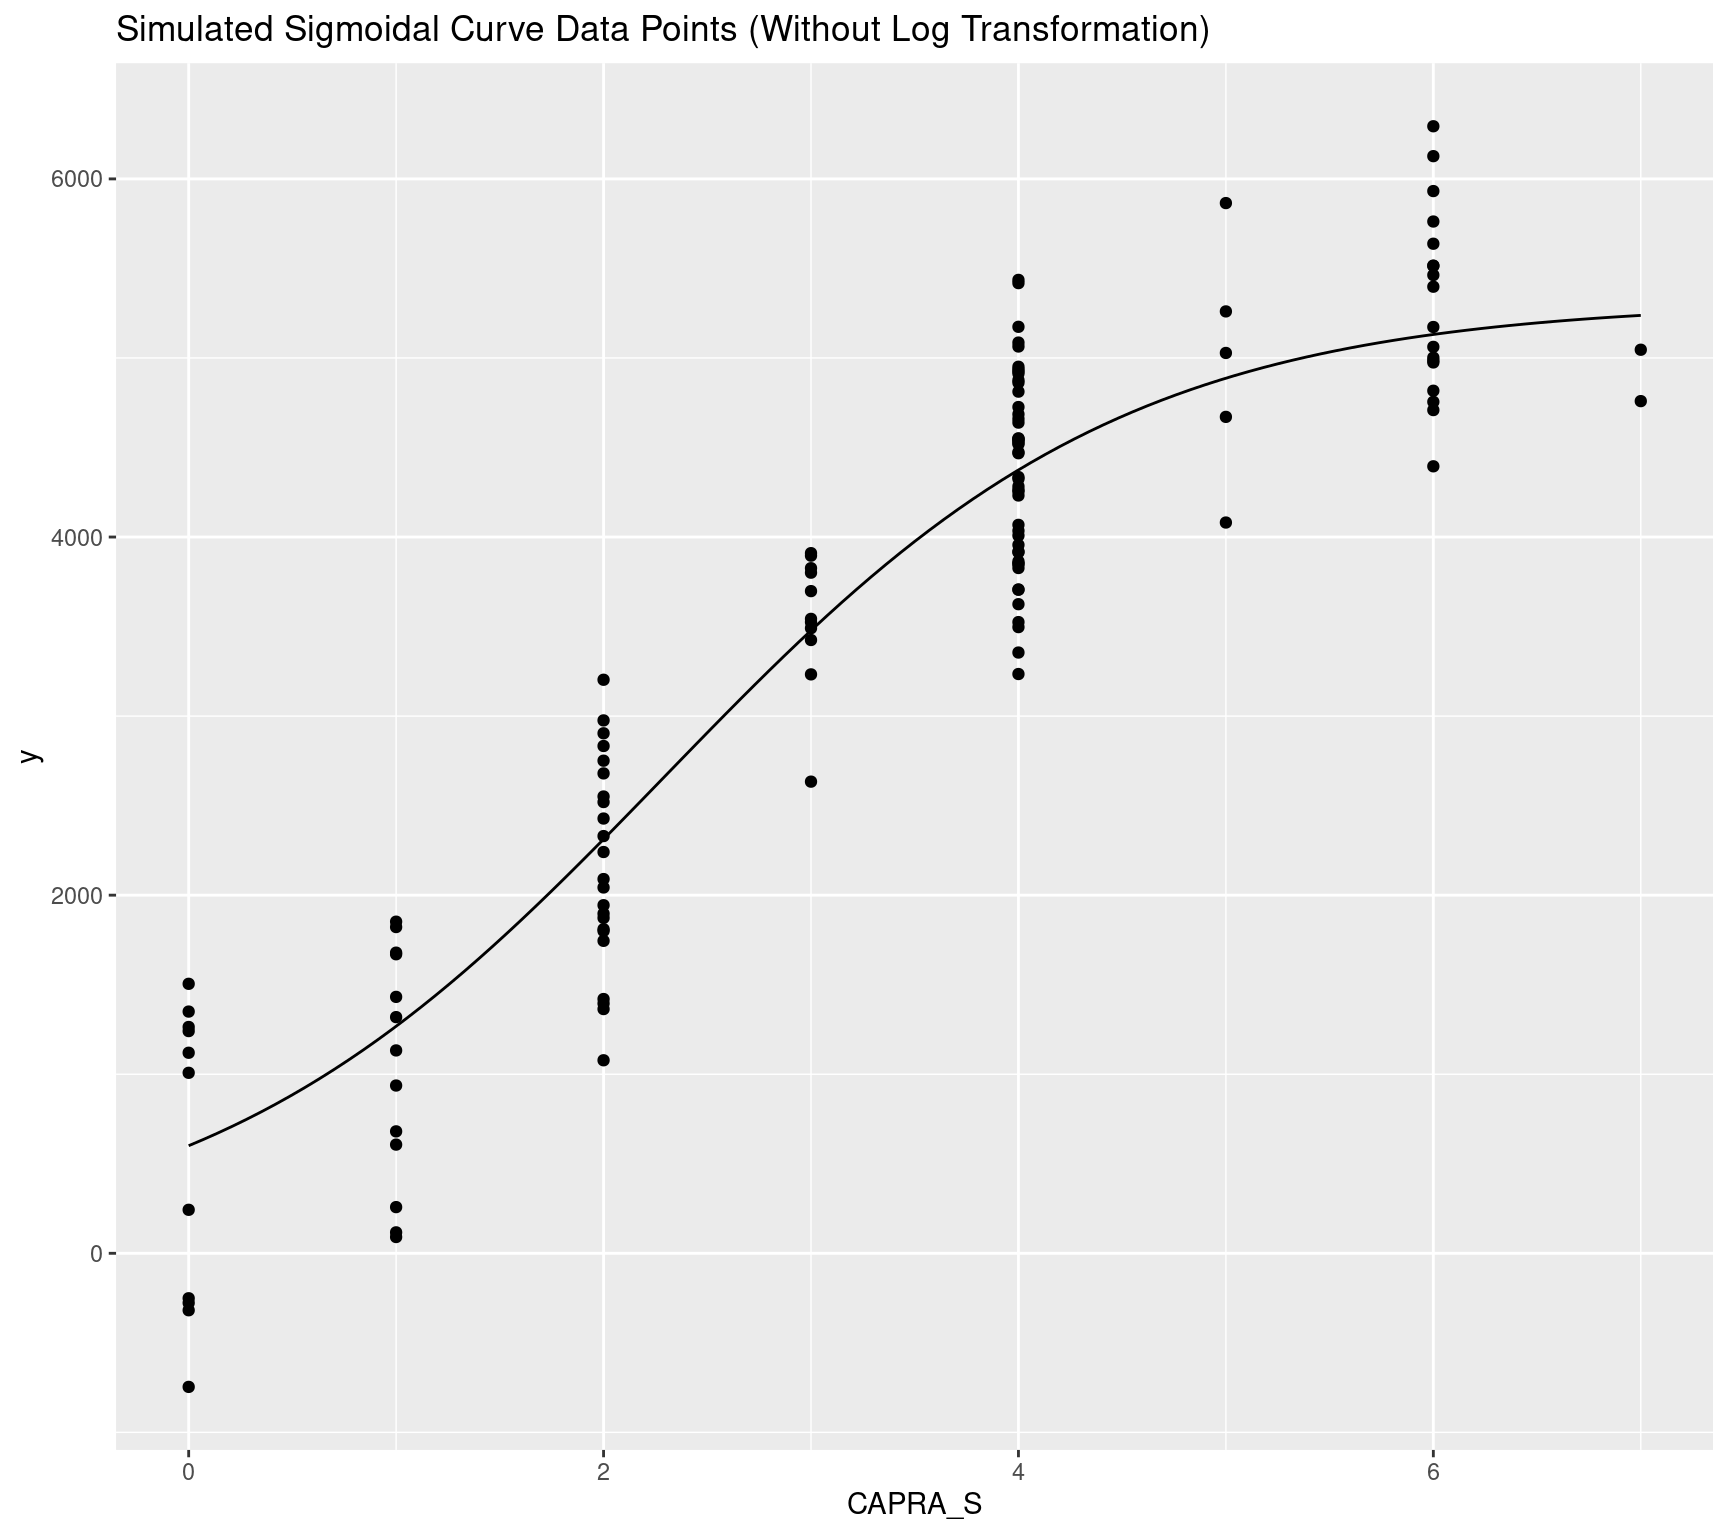 Simulated Sigmoidal Curve Data Points (Without Log Transformation)
6000
4000
2000
0
y
0 2 4 6
CAPRA_S